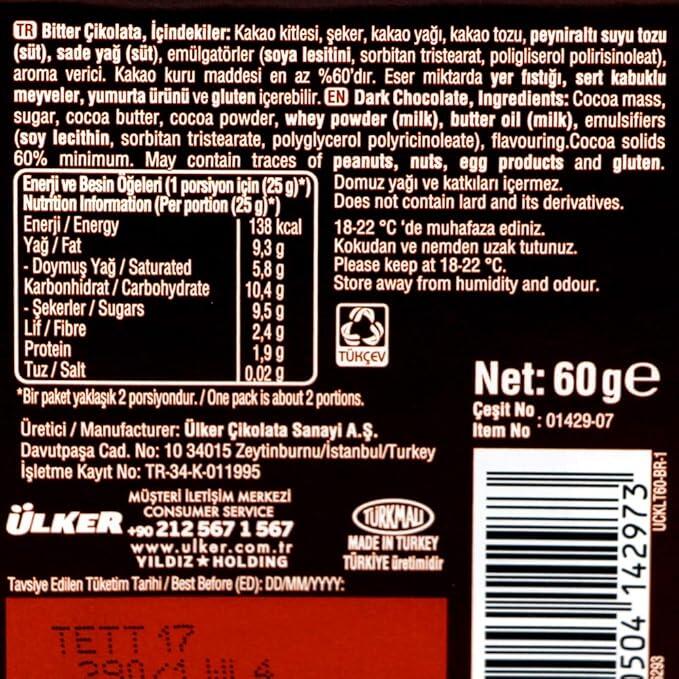 TR Bitter Çikolata, İçindekiler: Kakao kitlesi, şeker, kakao yağı, kakao tozu, peyniraltı suyu tozu
(süt), sade yağ (süt), emülgatörler (soya lesitini, sorbitan tristearat, poligliserol polirisinoleat),
aroma verici. Kakao kuru maddesi en az %60'dır. Eser miktarda yer fıstığı, sert kabuklu
meyveler, yumurta ürünü ve gluten içerebilir. EN Dark Chocolate, Ingredients: Cocoa mass,
sugar, cocoa butter, cocoa powder, whey powder (milk), butter oil (milk), emulsifiers
(soy lecithin, sorbitan tristearate, polyglycerol polyricinoleate), flavouring.Cocoa solids
60% minimum. May contain traces of peanuts, nuts, egg products and gluten.
Enerji ve Besin Öğeleri (1 porsiyon için (25 g)*)
Nutrition Information (Per portion (25 g)*)
Enerji / Energy 138 kcal
Yağ / Fat 9,3 g
- Doymuş Yağ / Saturated 5,8 g
Karbonhidrat / Carbohydrate 10,4 g
- Şekerler / Sugars 9,5 g
Lif / Fibre 2,4 g
Protein 1,9 g
Tuz / Salt 0,02 g
*Bir paket yaklaşık 2 porsiyondur. / One pack is about 2 portions.
Domuz yağı ve katkıları içermez.
Does not contain lard and its derivatives.
18-22 °C 'de muhafaza ediniz.
Kokudan ve nemden uzak tutunuz.
Please keep at 18-22 °C.
Store away from humidity and odour.
TÜKÇEV
Net: 60 g e
Çeşit No
Item No : 01429-07
Üretici / Manufacturer: Ülker Çikolata Sanayi A.Ş.
Davutpaşa Cad. No: 10 34015 Zeytinburnu/İstanbul/Turkey
İşletme Kayıt No: TR-34-K-011995
ÜLKER
MÜŞTERİ İLETİŞİM MERKEZİ
CONSUMER SERVICE
+90 212 567 1 567
www.ulker.com.tr
YILDIZ★HOLDING
TURKMALI
MADE IN TURKEY
TÜRKİYE üretimidir
Tavsiye Edilen Tüketim Tarihi / Best Before (ED): DD/MM/YYYY:
TETT 17
UCKLT60-BR-1
0504 142973
6293